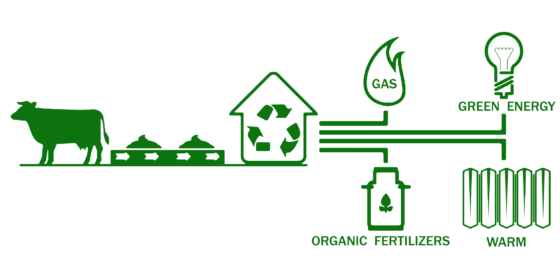 GAS
GREEN ENERGY
ORGANIC FERTILIZERS
WARM